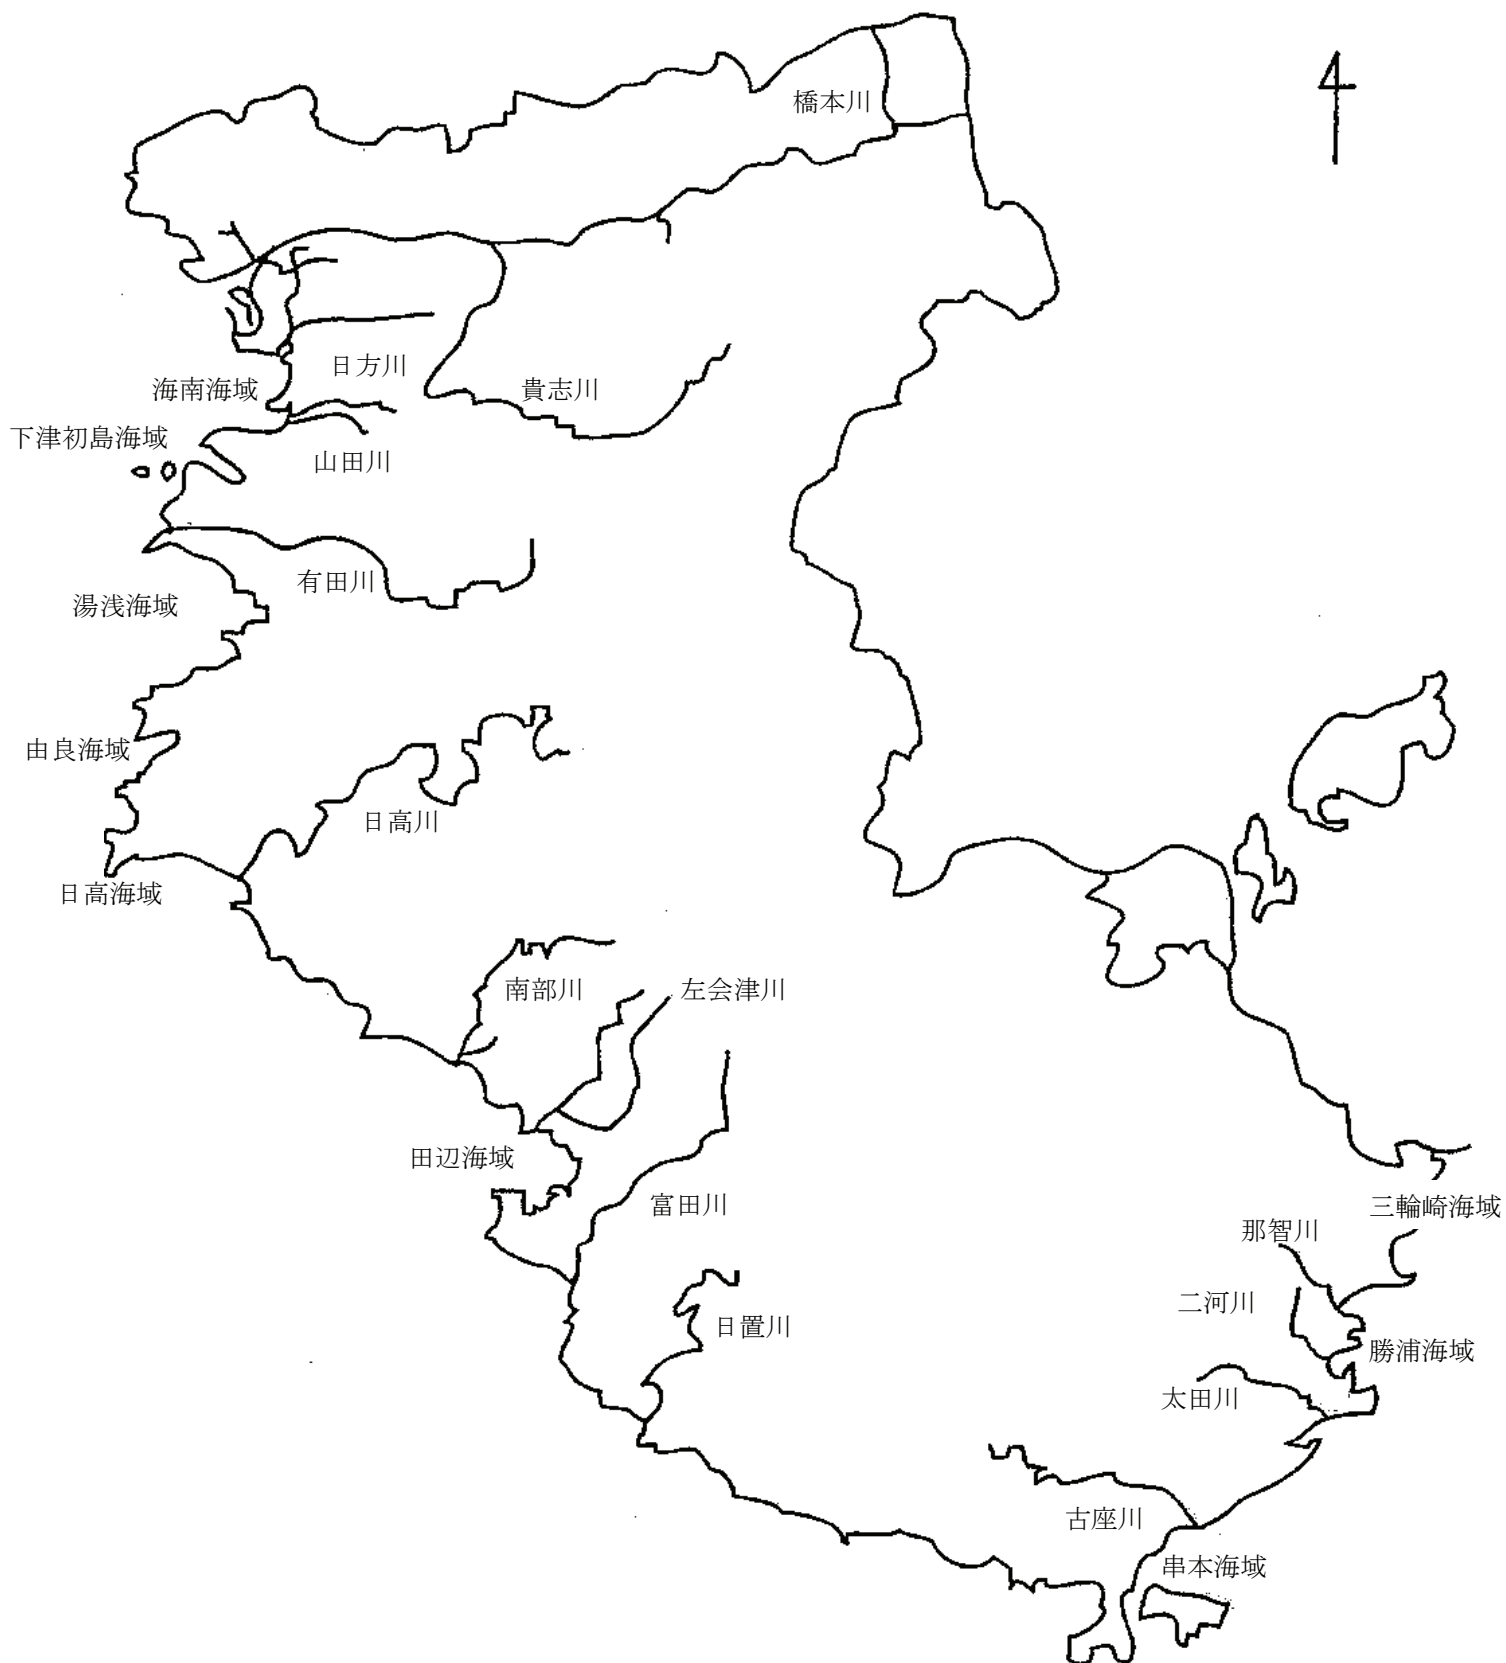 橋本川
日方川
海南海域
貴志川
下津初島海域
山田川
有田川
湯浅海域
由良海域
日高川
日高海域
南部川
左会津川
田辺海域
富田川
三輪崎海域
那智川
二河川
日置川
勝浦海域
太田川
古座川
串本海域